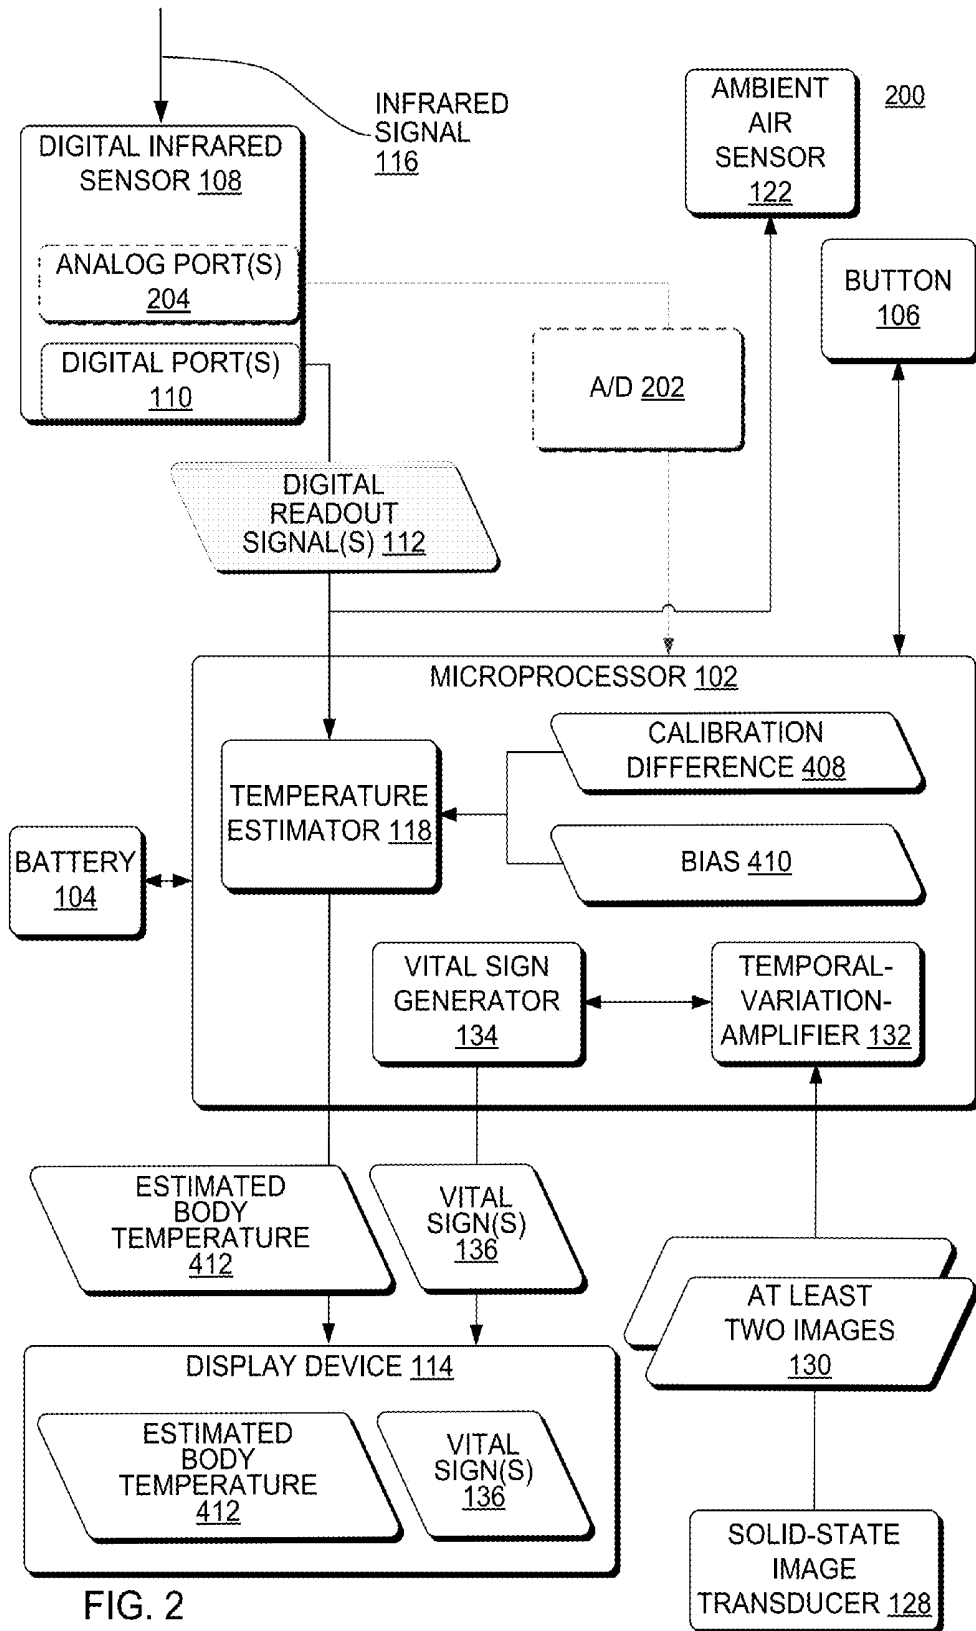 INFRARED
SIGNAL
116
AMBIENT
AIR
SENSOR
122
200
DIGITAL INFRARED
SENSOR 108
ANALOG PORT(S)
204
DIGITAL PORT(S)
110
A/D 202
BUTTON
106
DIGITAL
READOUT
SIGNAL(S) 112
MICROPROCESSOR 102
CALIBRATION
DIFFERENCE 408
TEMPERATURE
ESTIMATOR 118
BIAS 410
BATTERY
104
VITAL SIGN
GENERATOR
134
TEMPORAL-
VARIATION-
AMPLIFIER 132
ESTIMATED
BODY
TEMPERATURE
412
VITAL
SIGN(S)
136
AT LEAST
TWO IMAGES
130
DISPLAY DEVICE 114
ESTIMATED
BODY
TEMPERATURE
412
VITAL
SIGN(S)
136
SOLID-STATE
IMAGE
TRANSDUCER 128
FIG. 2